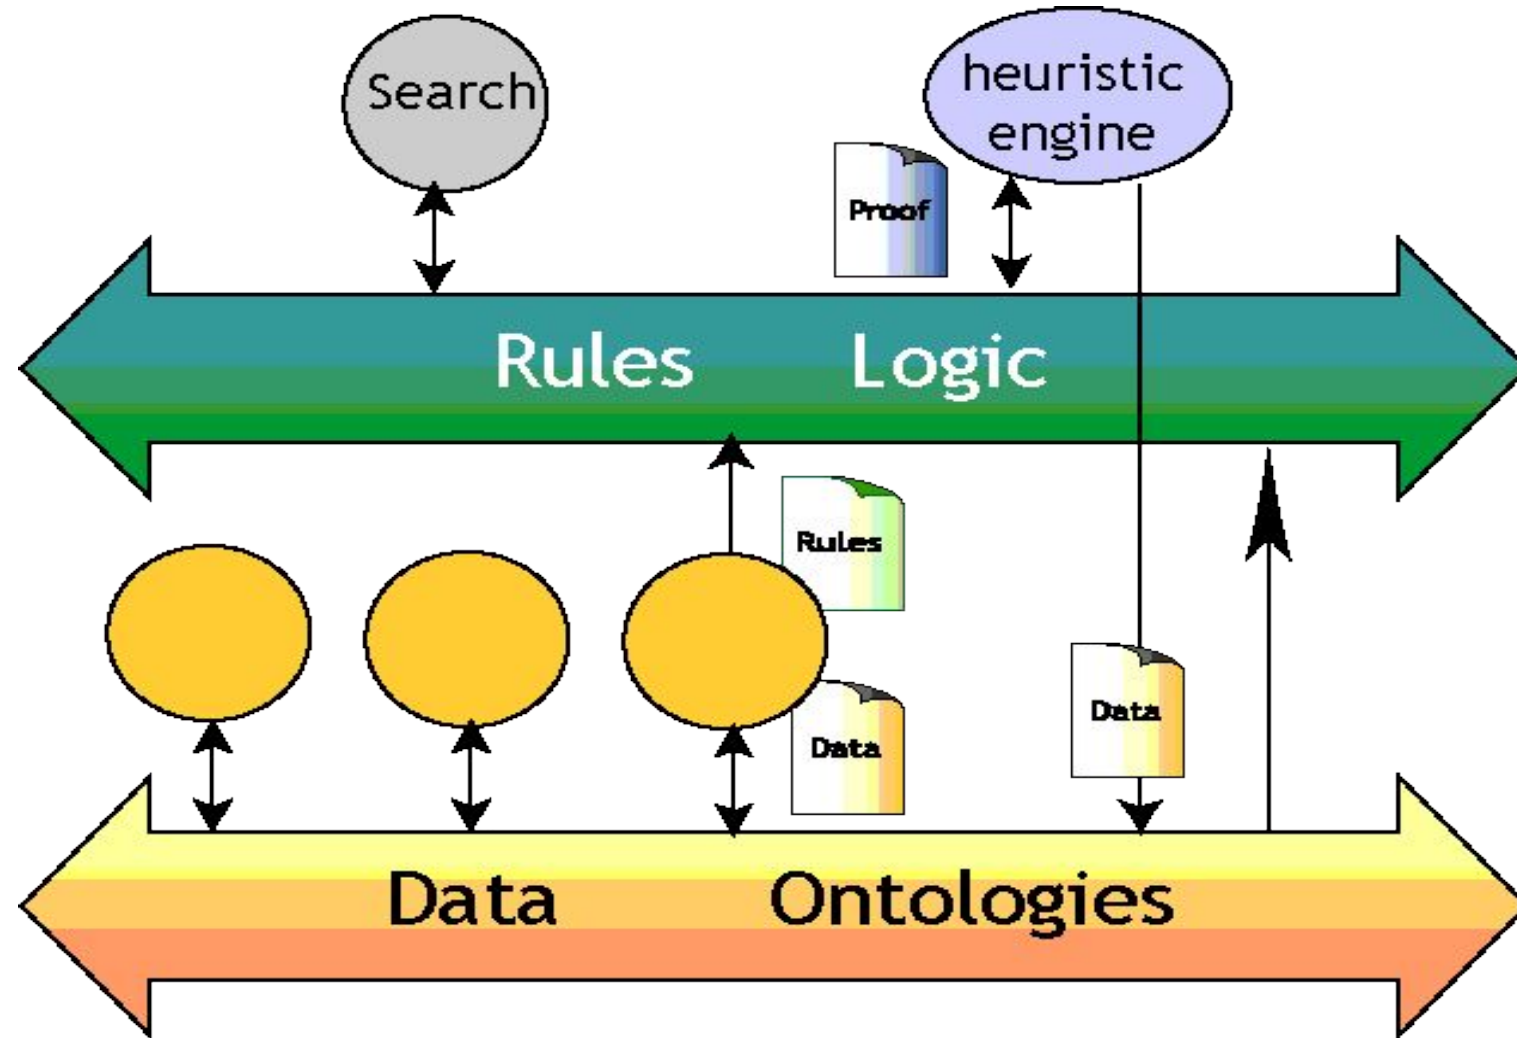 Search
heuristic
engine
Proof
Rules Logic
Rules
Data
Data
Data Ontologies